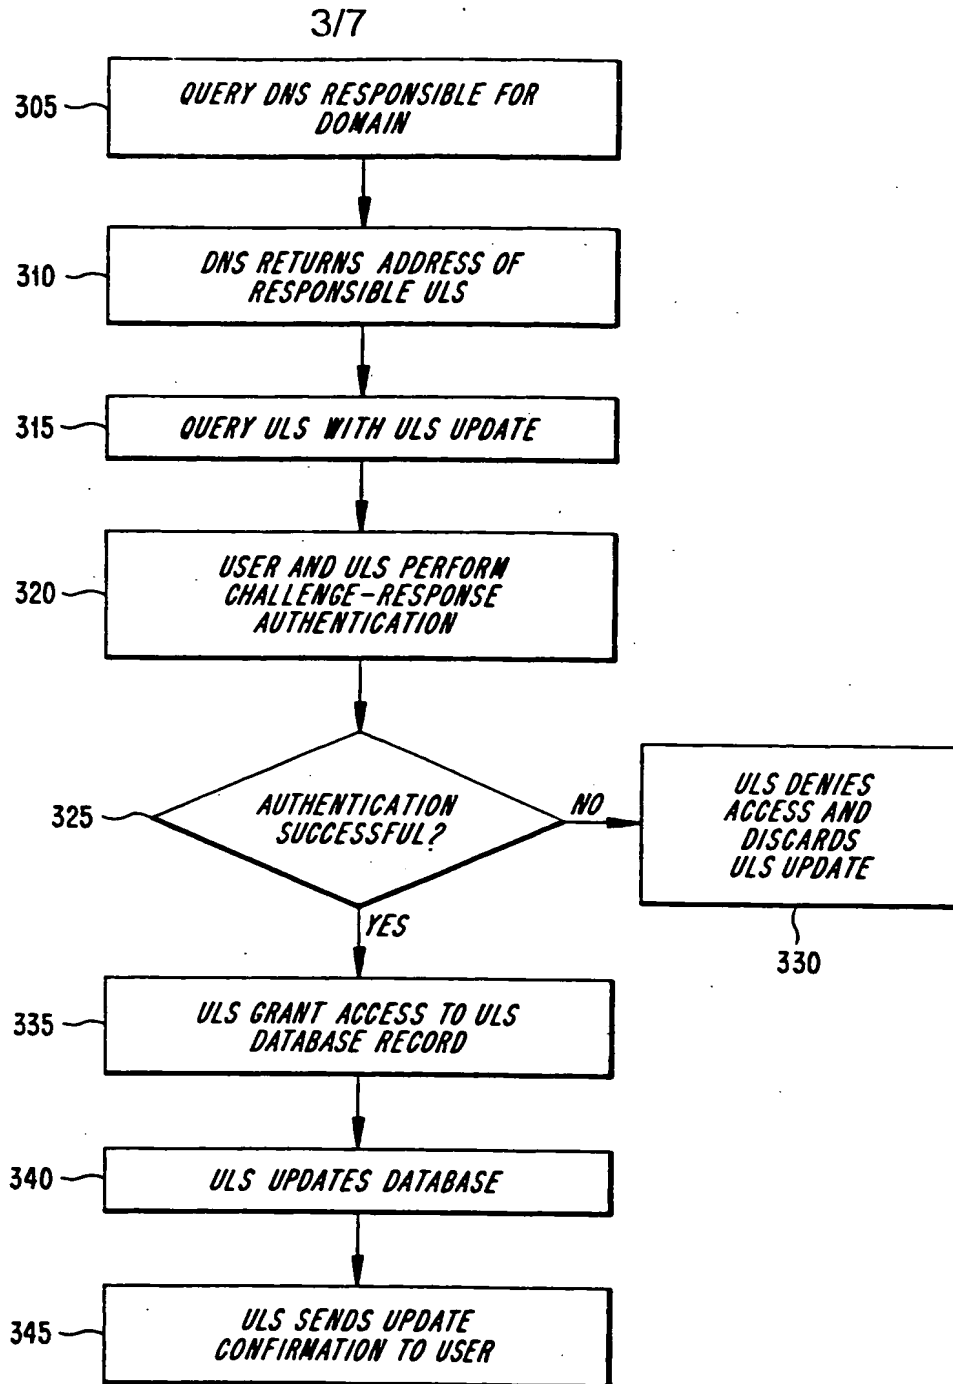 3/7
305
QUERY DNS RESPONSIBLE FOR
DOMAIN
310
DNS RETURNS ADDRESS OF
RESPONSIBLE ULS
315
QUERY ULS WITH ULS UPDATE
320
USER AND ULS PERFORM
CHALLENGE-RESPONSE
AUTHENTICATION
325
AUTHENTICATION
SUCCESSFUL?
NO
ULS DENIES
ACCESS AND
DISCARDS
ULS UPDATE
330
YES
335
ULS GRANT ACCESS TO ULS
DATABASE RECORD
340
ULS UPDATES DATABASE
345
ULS SENDS UPDATE
CONFIRMATION TO USER